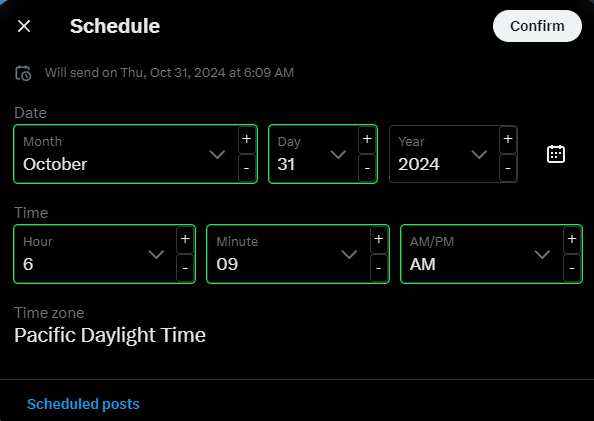 Schedule
Confirm
Will send on Thu, Oct 31, 2024 at 6:09 AM
Date
Month
October
+
-
Day
31
+
-
Year
2024
+
-
Time
Hour
6
+
-
Minute
09
+
-
AM/PM
AM
+
-
Time zone
Pacific Daylight Time
Scheduled posts